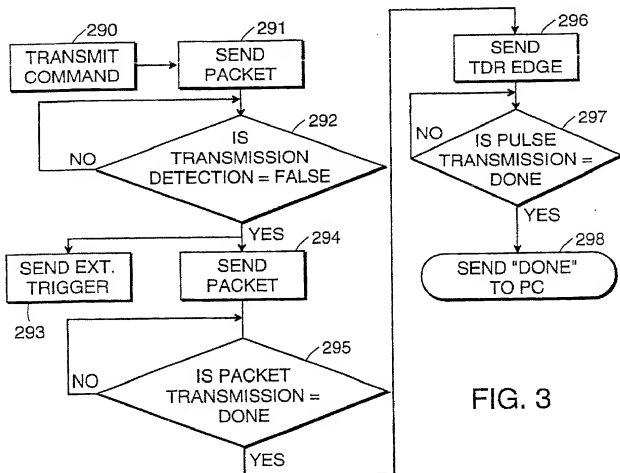 290
TRANSMIT
COMMAND
291
SEND
PACKET
292
IS
TRANSMISSION
DETECTION = FALSE
NO
YES
SEND EXT.
TRIGGER
293
294
SEND
PACKET
295
IS PACKET
TRANSMISSION =
DONE
NO
YES
296
SEND
TDR EDGE
297
IS PULSE
TRANSMISSION =
DONE
NO
YES
298
SEND "DONE"
TO PC
FIG. 3